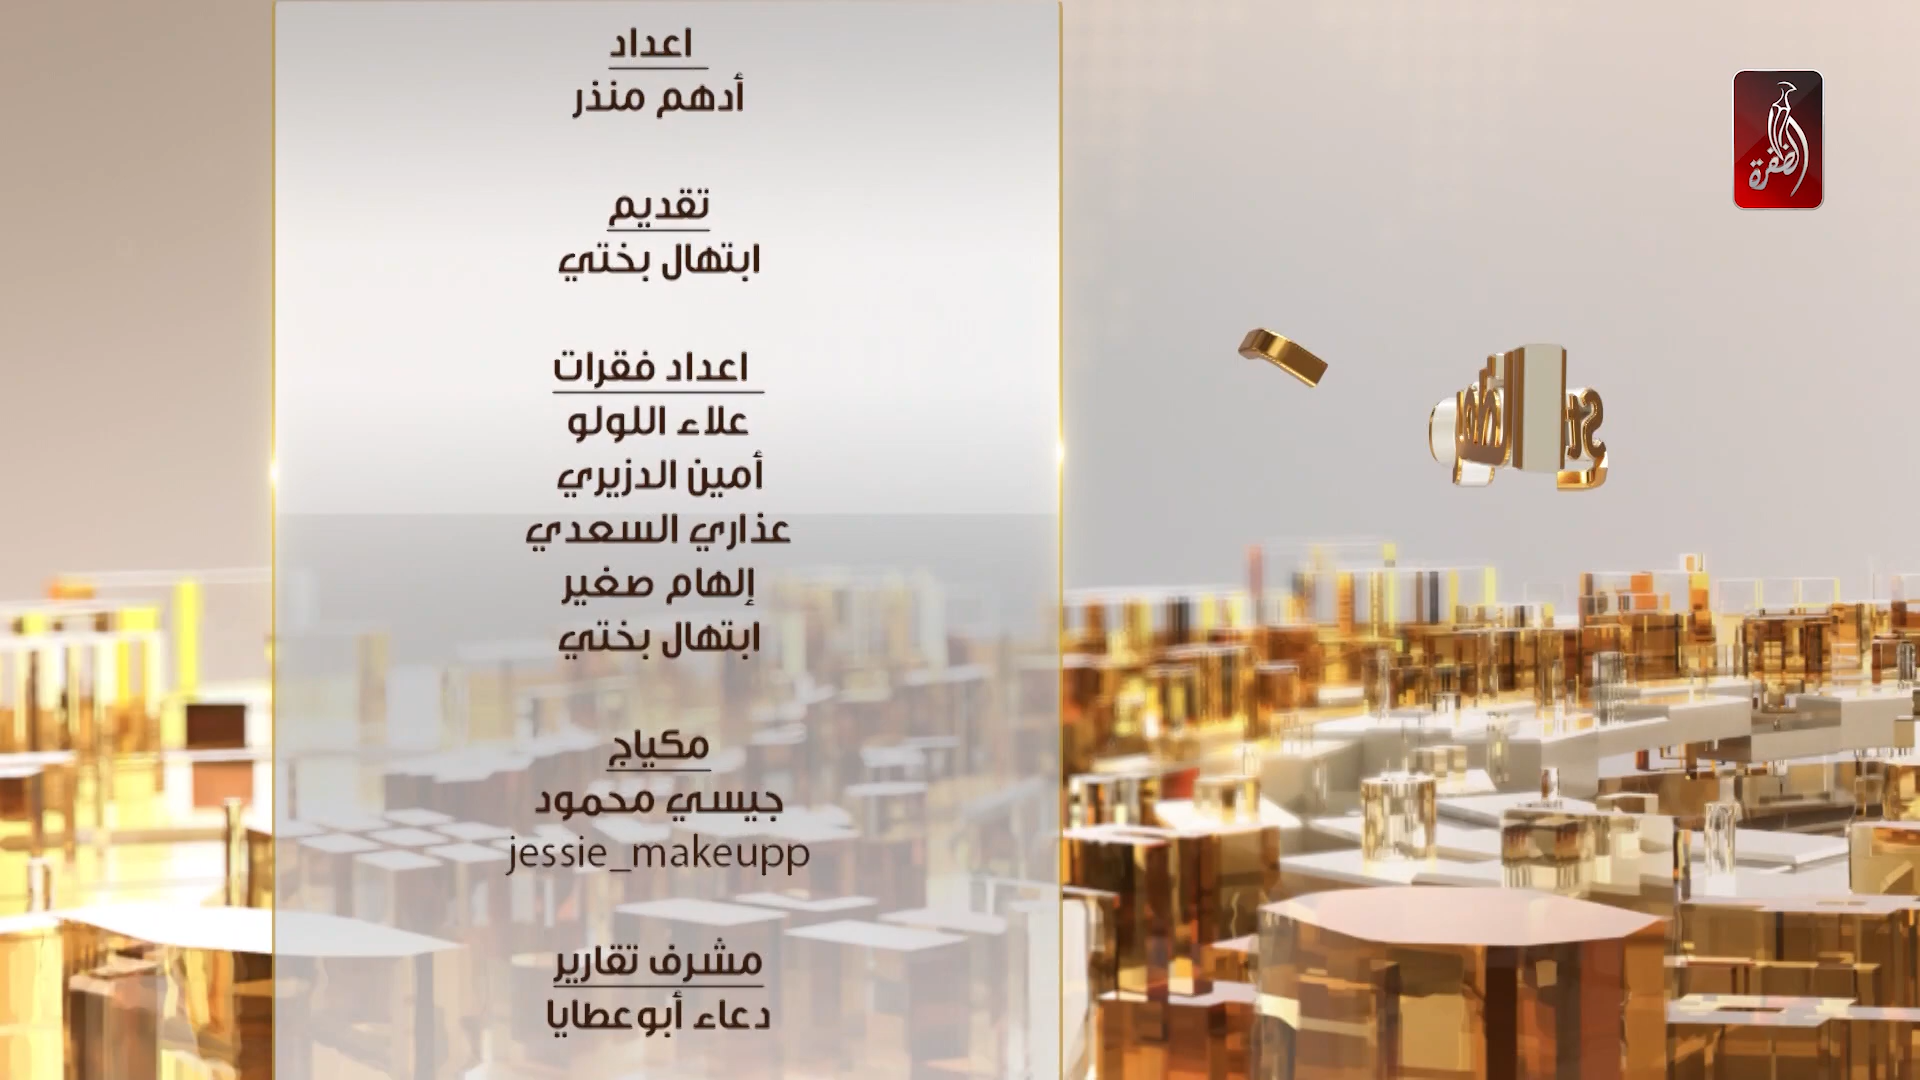 اعداد
أدهم منذر
تقديم
ابتهال بختي
اعداد فقرات
علاء اللولو
أمين الدزيري
عذاري السعدي
إلهام صغير
ابتهال بختي
مكياج
جيسي محمود
jessie_makeupp
مشرف تقارير
دعاء أبوعطايا
الظفرة